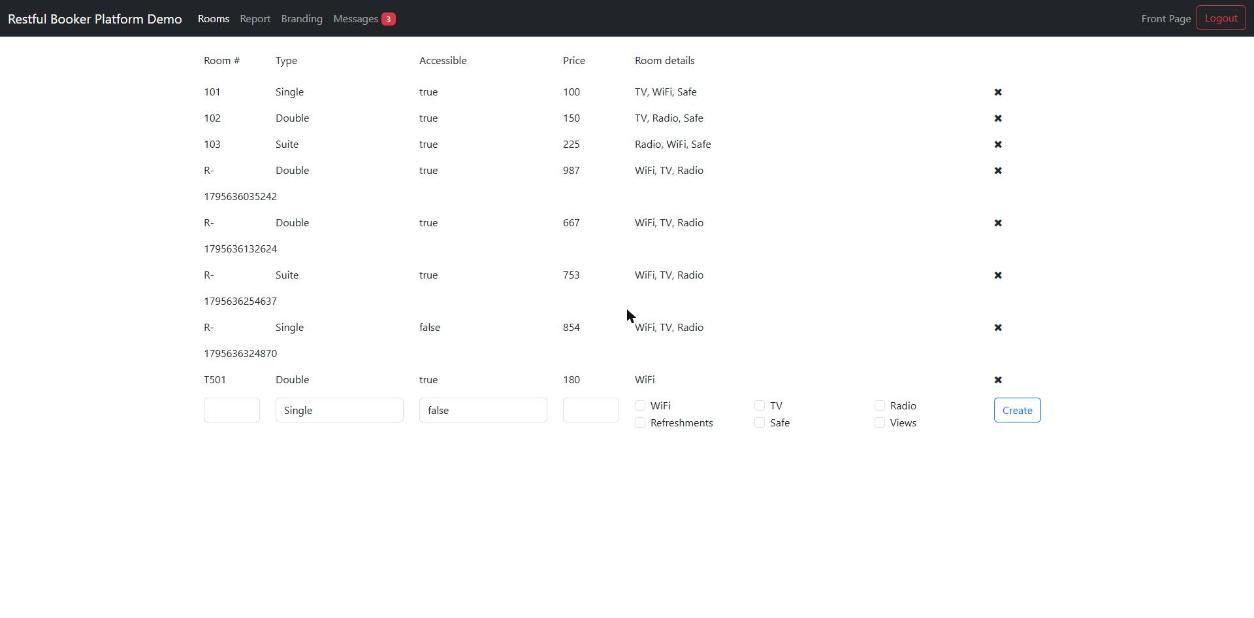 Restful Booker Platform Demo Rooms Report Branding Messages 3 Front Page Logout
Room # Type Accessible Price Room details
101 Single true 100 TV, WiFi, Safe
102 Double true 150 TV, Radio, Safe
103 Suite true 225 Radio, WiFi, Safe
R- Double true 987 WiFi, TV, Radio
1795636035242
R- Double true 667 WiFi, TV, Radio
1795636132624
R- Suite true 753 WiFi, TV, Radio
1795636254637
R- Single false 854 WiFi, TV, Radio
1795636324870
T501 Double true 180 WiFi
Single false WiFi TV Radio Create
Refreshments Safe Views